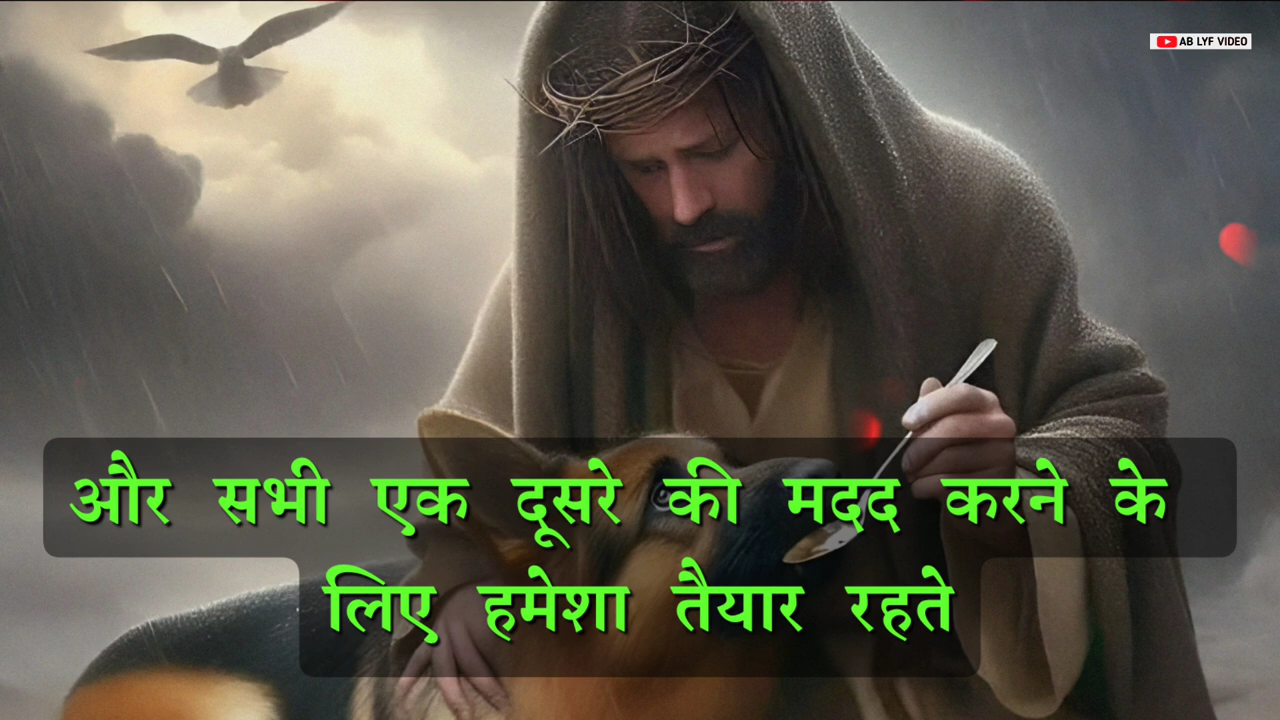 AB LYF VIDEO
और सभी एक दूसरे की मदद करने के
लिए हमेशा तैयार रहते